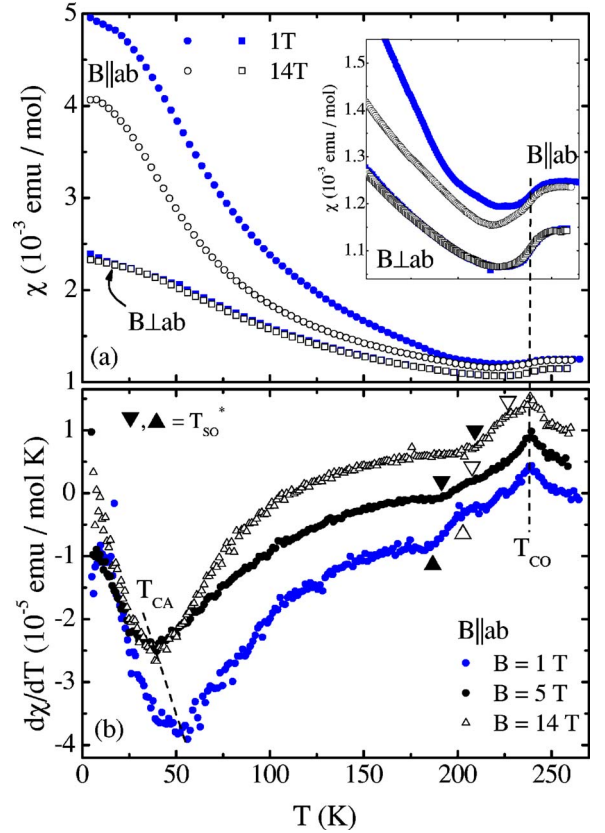 B∥ab
1T
14T
χ (10⁻³ emu / mol)
5
4
3
2
1
B⊥ab
(a)
χ (10⁻³ emu / mol)
1.5
1.4
1.3
1.2
1.1
B∥ab
B⊥ab
▼,▲ = T_SO*
dχ/dT (10⁻⁵ emu / mol K)
1
0
-1
-2
-3
-4
T_CA
T_CO
B∥ab
B = 1 T
B = 5 T
B = 14 T
(b)
0 50 100 150 200 250
T (K)